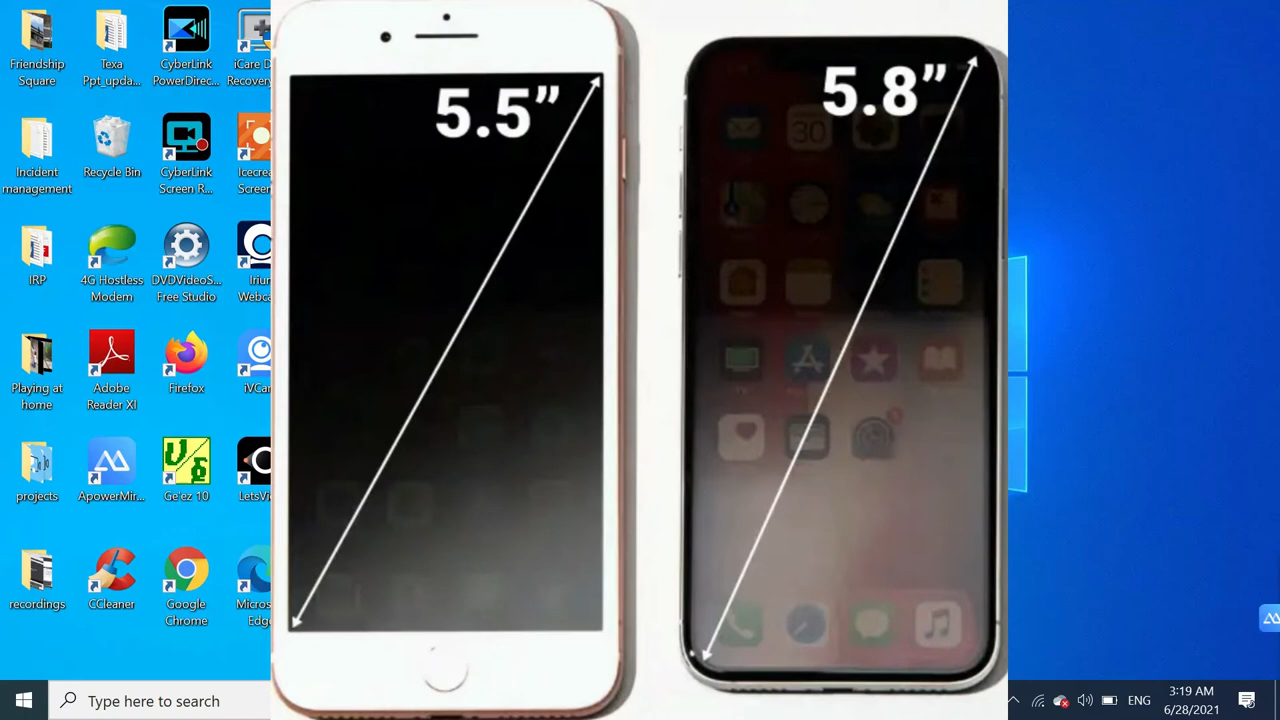 Friendship
Square
Texa
Ppt_upda...
CyberLink
PowerDirec...
iCare D
Recovery
Incident
management
Recycle Bin
CyberLink
Screen R...
Icecrea
Screen
IRP
4G Hostless
Modem
DVDVideoS...
Free Studio
Iriun
Webca
Playing at
home
Adobe
Reader XI
Firefox
iVCar
projects
ApowerMir...
Ge'ez 10
LetsVi
recordings
CCleaner
Google
Chrome
Micros
Edge
5.5”
5.8”
30
Type here to search
ENG
3:19 AM
6/28/2021